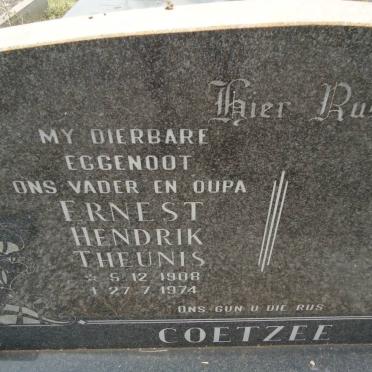 Hier
MY DIERBARE
EGGENOOT
ONS VADER EN OUPA
ERNEST
HENDRIK
THEUNIS
* 5.12.1908
† 27.7.1974
ONS GUN U DIE RUS
COETZEE